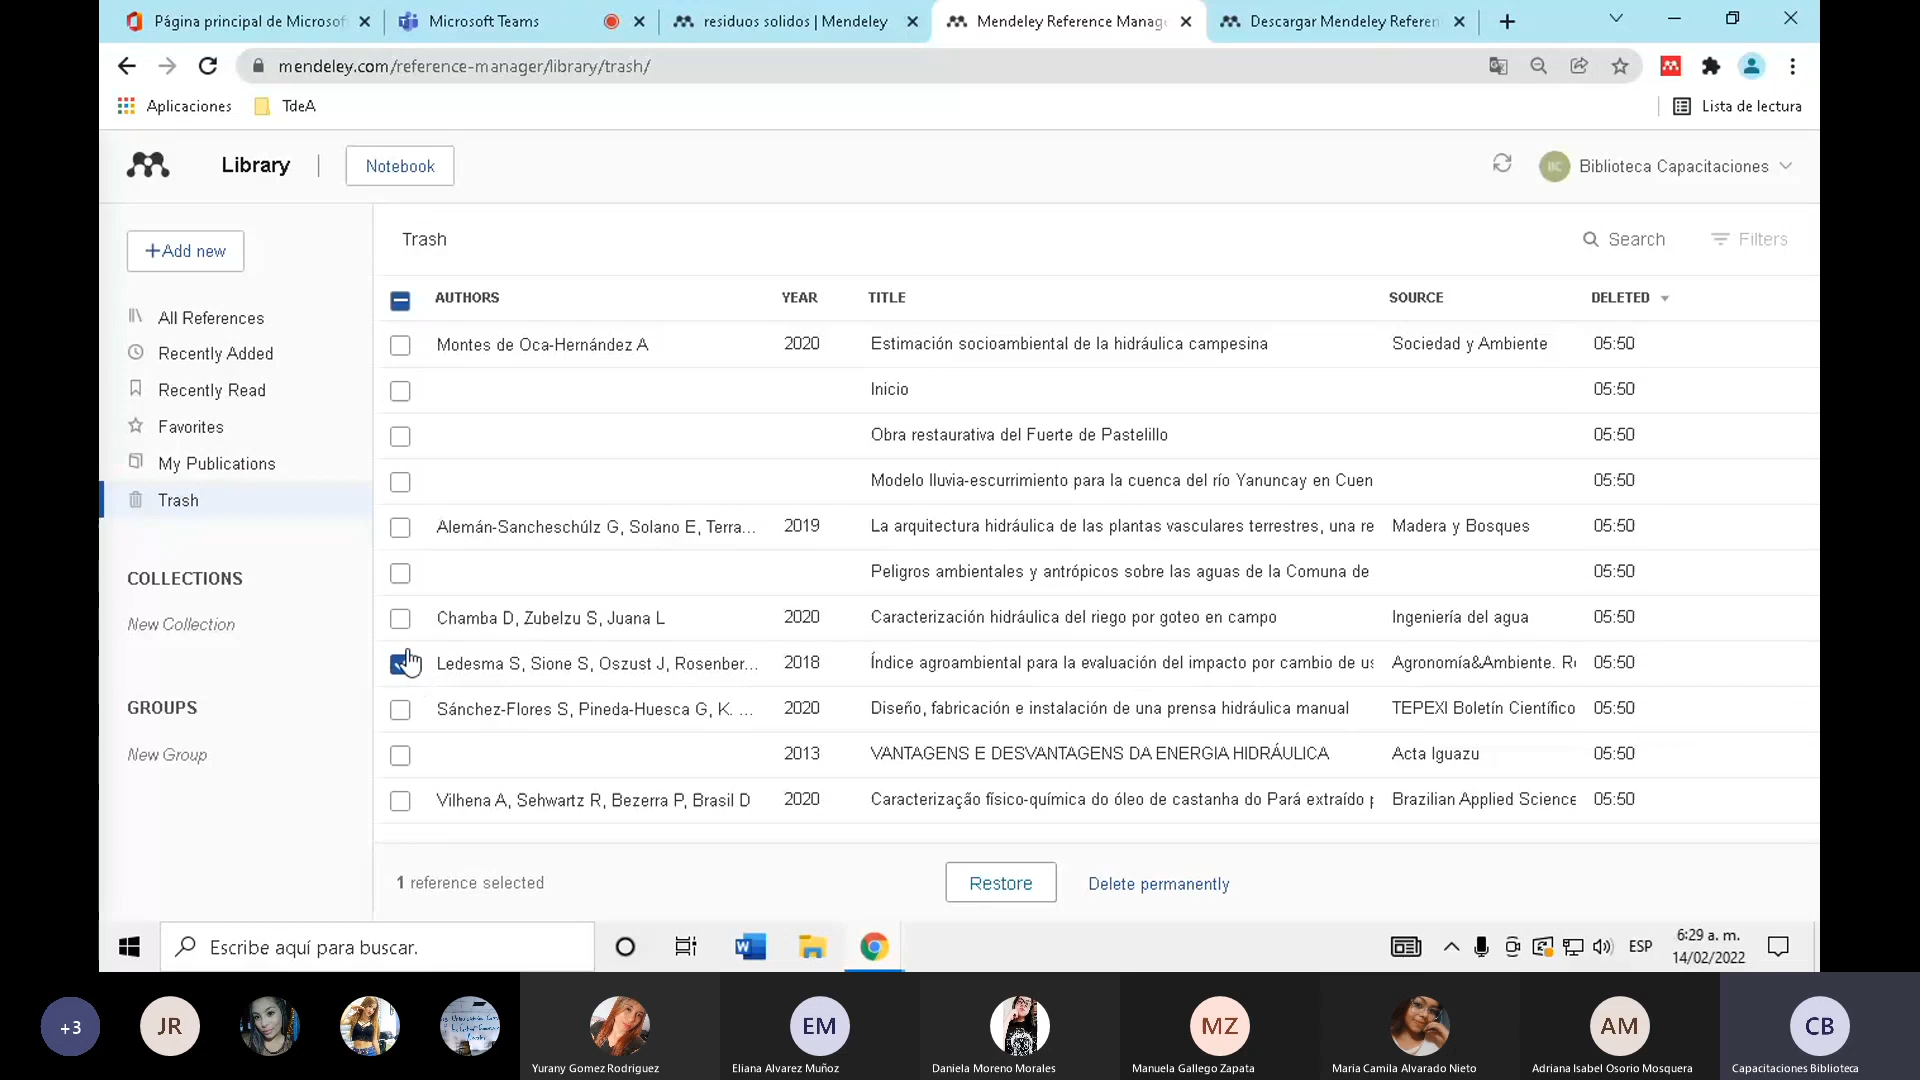 Página principal de Microsof
Microsoft Teams
residuos solidos | Mendeley
Mendeley Reference Manag
Descargar Mendeley Referen
mendeley.com/reference-manager/library/trash/
Aplicaciones
TdeA
Lista de lectura
Library
Notebook
Biblioteca Capacitaciones
+Add new
Trash
Search
Filters
AUTHORS YEAR TITLE SOURCE DELETED
All References
Recently Added
Recently Read
Favorites
My Publications
Trash
COLLECTIONS
New Collection
GROUPS
New Group
Montes de Oca-Hernández A 2020 Estimación socioambiental de la hidráulica campesina Sociedad y Ambiente 05:50
Inicio 05:50
Obra restaurativa del Fuerte de Pastelillo 05:50
Modelo lluvia-escurrimiento para la cuenca del río Yanuncay en Cuen 05:50
Alemán-Sancheschúlz G, Solano E, Terra... 2019 La arquitectura hidráulica de las plantas vasculares terrestres, una re Madera y Bosques 05:50
Peligros ambientales y antrópicos sobre las aguas de la Comuna de 05:50
Chamba D, Zubelzu S, Juana L 2020 Caracterización hidráulica del riego por goteo en campo Ingeniería del agua 05:50
Ledesma S, Sione S, Oszust J, Rosenber... 2018 Índice agroambiental para la evaluación del impacto por cambio de us Agronomía&Ambiente. R 05:50
Sánchez-Flores S, Pineda-Huesca G, K. ... 2020 Diseño, fabricación e instalación de una prensa hidráulica manual TEPEXI Boletín Científico 05:50
2013 VANTAGENS E DESVANTAGENS DA ENERGIA HIDRÁULICA Acta Iguazu 05:50
Vilhena A, Sehwartz R, Bezerra P, Brasil D 2020 Caracterização físico-química do óleo de castanha do Pará extraído p Brazilian Applied Science 05:50
1 reference selected
Restore
Delete permanently
Escribe aquí para buscar.
ESP
6:29 a. m.
14/02/2022
+3
JR
EM
MZ
AM
CB
Yurany Gomez Rodriguez
Eliana Alvarez Muñoz
Daniela Moreno Morales
Manuela Gallego Zapata
Maria Camila Alvarado Nieto
Adriana Isabel Osorio Mosquera
Capacitaciones Biblioteca